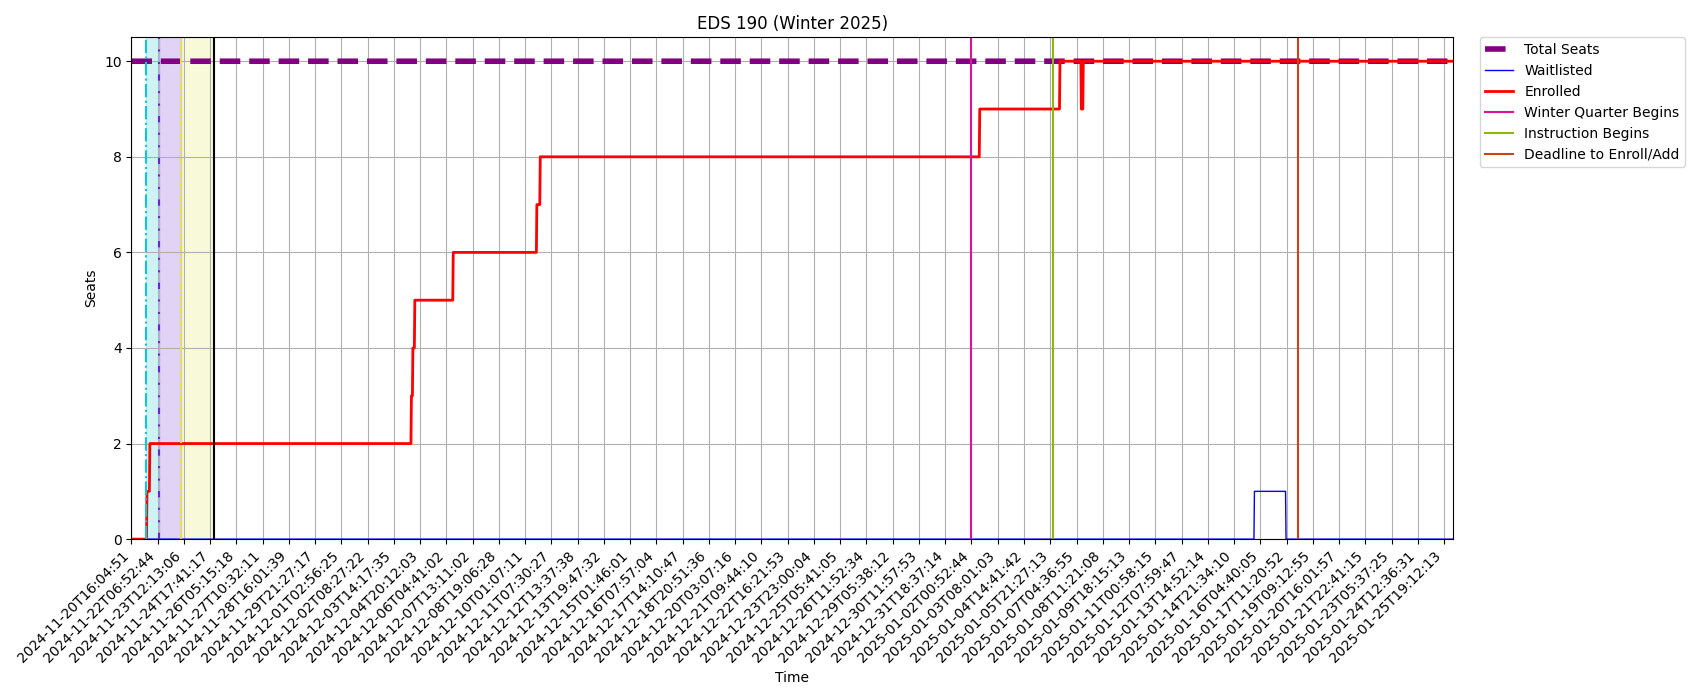 EDS 190 (Winter 2025)
Total Seats
Waitlisted
Enrolled
Winter Quarter Begins
Instruction Begins
Deadline to Enroll/Add
Seats
10
8
6
4
2
0
2024-11-20T16:04:51
2024-11-22T06:52:44
2024-11-23T12:13:06
2024-11-24T17:41:17
2024-11-26T05:15:18
2024-11-27T10:32:11
2024-11-28T16:01:39
2024-11-29T21:27:17
2024-12-01T02:56:25
2024-12-02T08:27:22
2024-12-03T14:17:35
2024-12-04T20:12:03
2024-12-06T04:41:02
2024-12-07T13:11:02
2024-12-08T19:06:28
2024-12-10T01:07:11
2024-12-11T07:30:27
2024-12-12T13:37:38
2024-12-13T19:47:32
2024-12-15T01:46:01
2024-12-16T07:57:04
2024-12-17T14:10:47
2024-12-18T20:51:36
2024-12-20T03:07:16
2024-12-21T09:44:10
2024-12-22T16:21:53
2024-12-23T23:00:04
2024-12-25T05:41:05
2024-12-26T11:52:34
2024-12-29T05:38:12
2024-12-30T11:57:53
2024-12-31T18:37:14
2025-01-02T00:52:44
2025-01-03T08:01:03
2025-01-04T14:41:42
2025-01-05T21:27:13
2025-01-07T04:36:55
2025-01-08T11:21:08
2025-01-09T18:15:13
2025-01-11T00:58:15
2025-01-12T07:59:47
2025-01-13T14:52:14
2025-01-14T21:34:10
2025-01-16T04:40:05
2025-01-17T11:20:52
2025-01-19T09:12:55
2025-01-20T16:01:57
2025-01-21T22:41:15
2025-01-23T05:37:25
2025-01-24T12:36:31
2025-01-25T19:12:13
Time